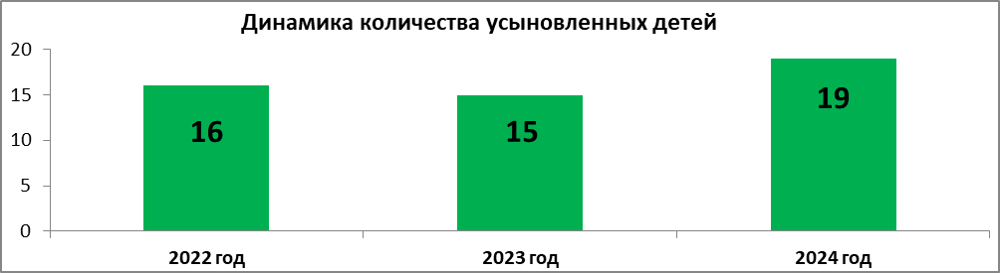 Динамика количества усыновленных детей
20
15
10
5
0
16
15
19
2022 год
2023 год
2024 год